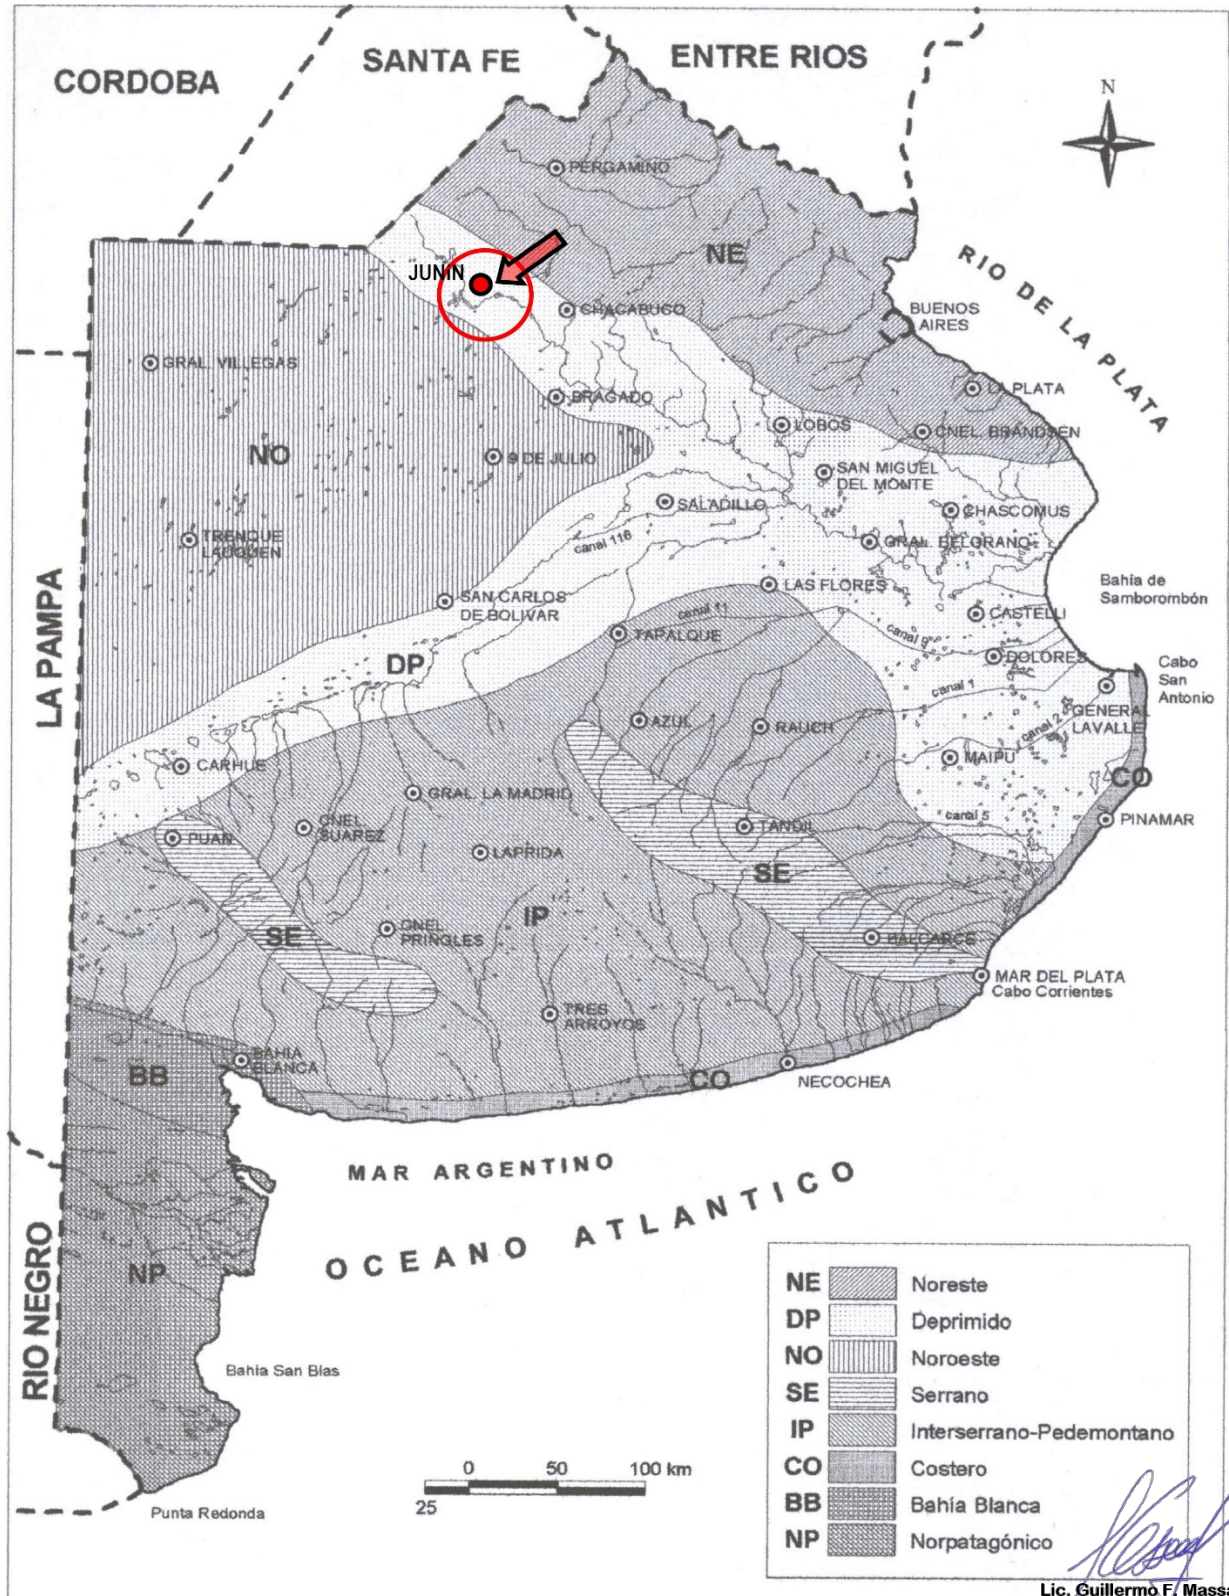 CORDOBA
SANTA FE
ENTRE RIOS
N
PERGAMINO
NE
JUNIN
RIO DE LA PLATA
CHACABUCO
BUENOS
AIRES
GRAL. VILLEGAS
LA PLATA
BRAGADO
LOBOS
CNEL. BRANDSEN
NO
9 DE JULIO
SAN MIGUEL
DEL MONTE
SALADILLO
CHASCOMUS
TRENQUE
LAUQUEN
canal 116
GRAL. BELGRANO
LA PAMPA
SAN CARLOS
DE BOLIVAR
LAS FLORES
Bahía de
Samborombón
CASTELLI
canal 11
TAPALQUE
canal 9
DOLORES
DP
Cabo
San
Antonio
canal 1
AZUL
RAUCH
GENERAL
LAVALLE
canal 2
CARHUE
MAIPU
CO
GRAL. LA MADRID
PINAMAR
canal 5
CNEL.
SUAREZ
TANDIL
PUAN
LAPRIDA
SE
IP
CNEL.
PRINGLES
SE
BALCARCE
MAR DEL PLATA
Cabo Corrientes
TRES
ARROYOS
BAHIA
BLANCA
BB
CO
NECOCHEA
MAR ARGENTINO
OCEANO ATLANTICO
RIO NEGRO
NP
Bahía San Blas
Punta Redonda
0 50 100 km
25
NE Noreste
DP Deprimido
NO Noroeste
SE Serrano
IP Interserrano-Pedemontano
CO Costero
BB Bahía Blanca
NP Norpatagónico
Lic. Guillermo F. Massa